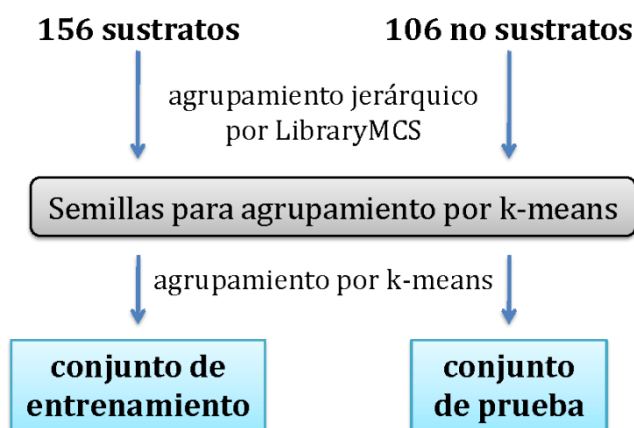 156 sustratos
106 no sustratos
agrupamiento jerárquico
por LibraryMCS
Semillas para agrupamiento por k-means
agrupamiento por k-means
conjunto de
entrenamiento
conjunto
de prueba